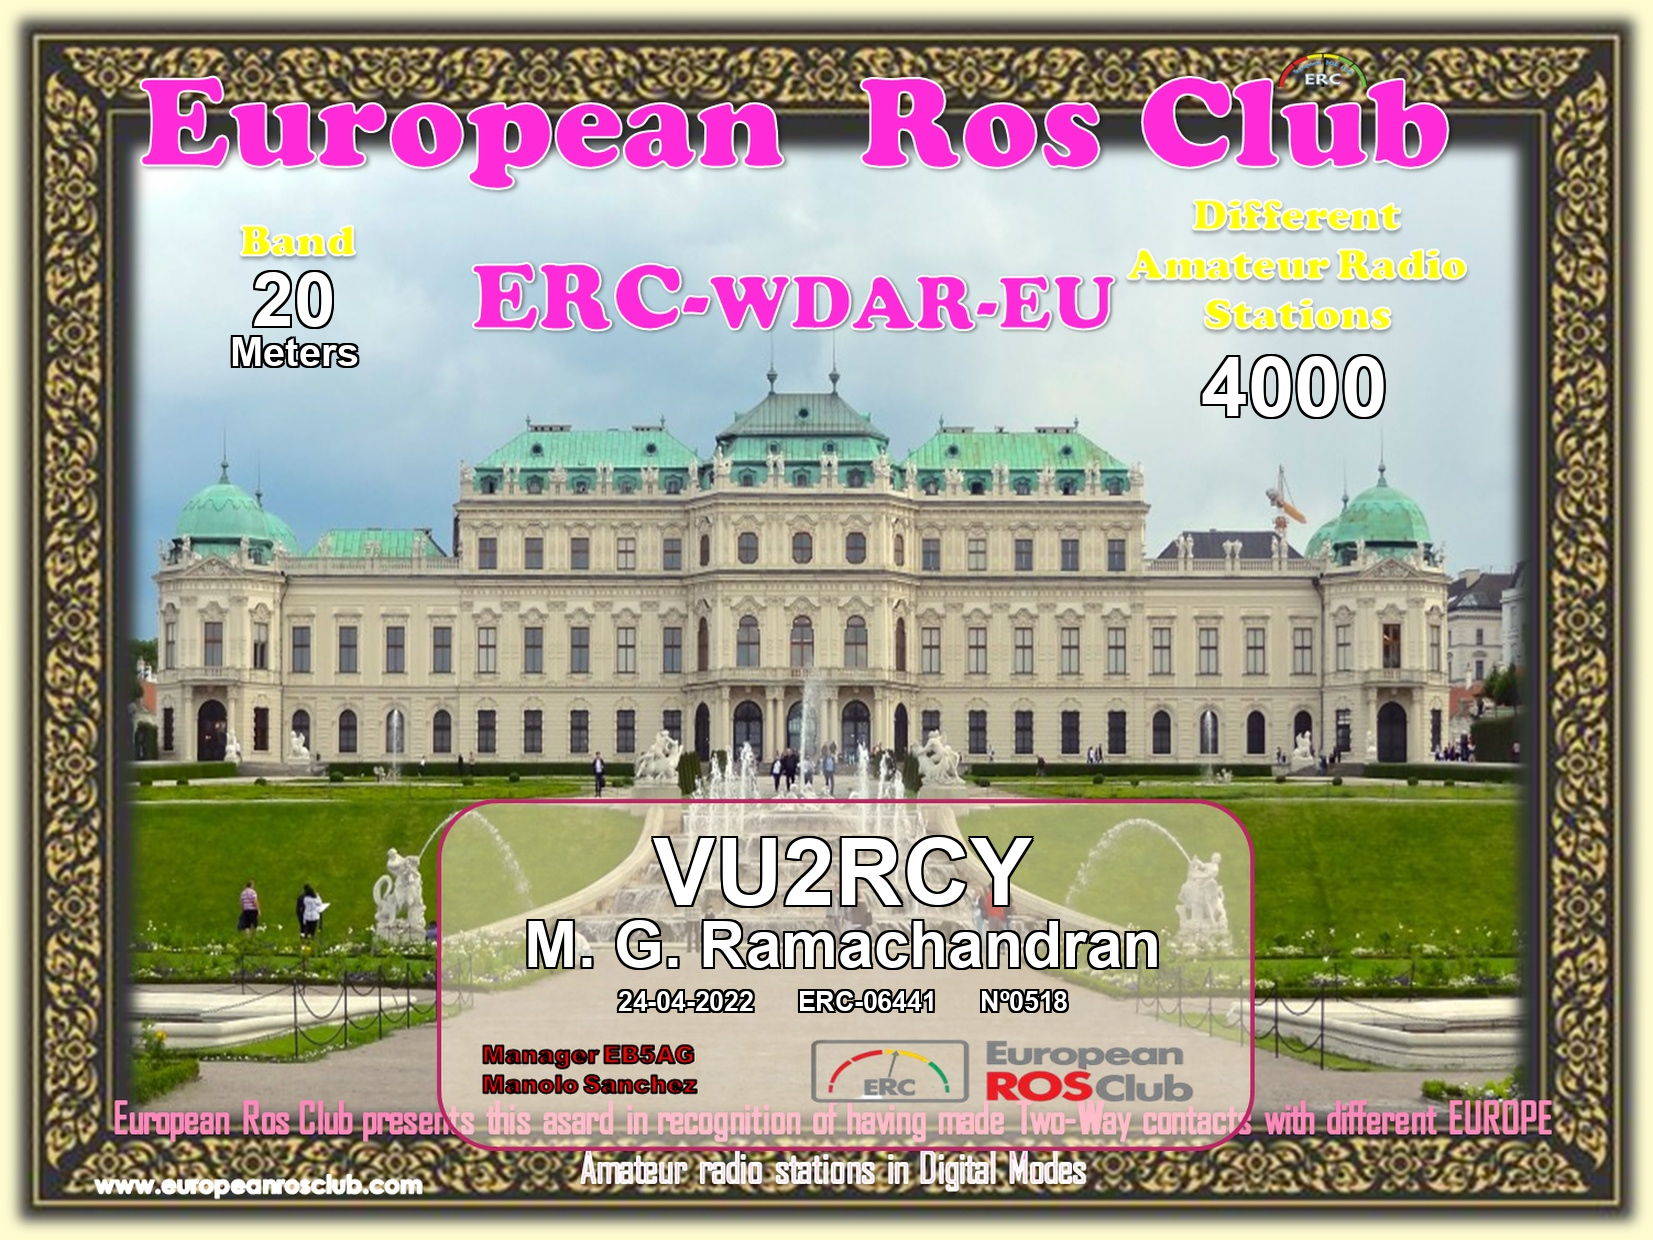 ERC
European Ros Club
Band
20
Meters
ERC-WDAR-EU
Different
Amateur Radio
Stations
4000
VU2RCY
M. G. Ramachandran
24-04-2022 ERC-06441 Nº0518
Manager EB5AG
Manolo Sanchez
ERC
European
ROSClub
European Ros Club presents this asard in recognition of having made Two-Way contacts with different EUROPE
Amateur radio stations in Digital Modes
www.europeanrosclub.com